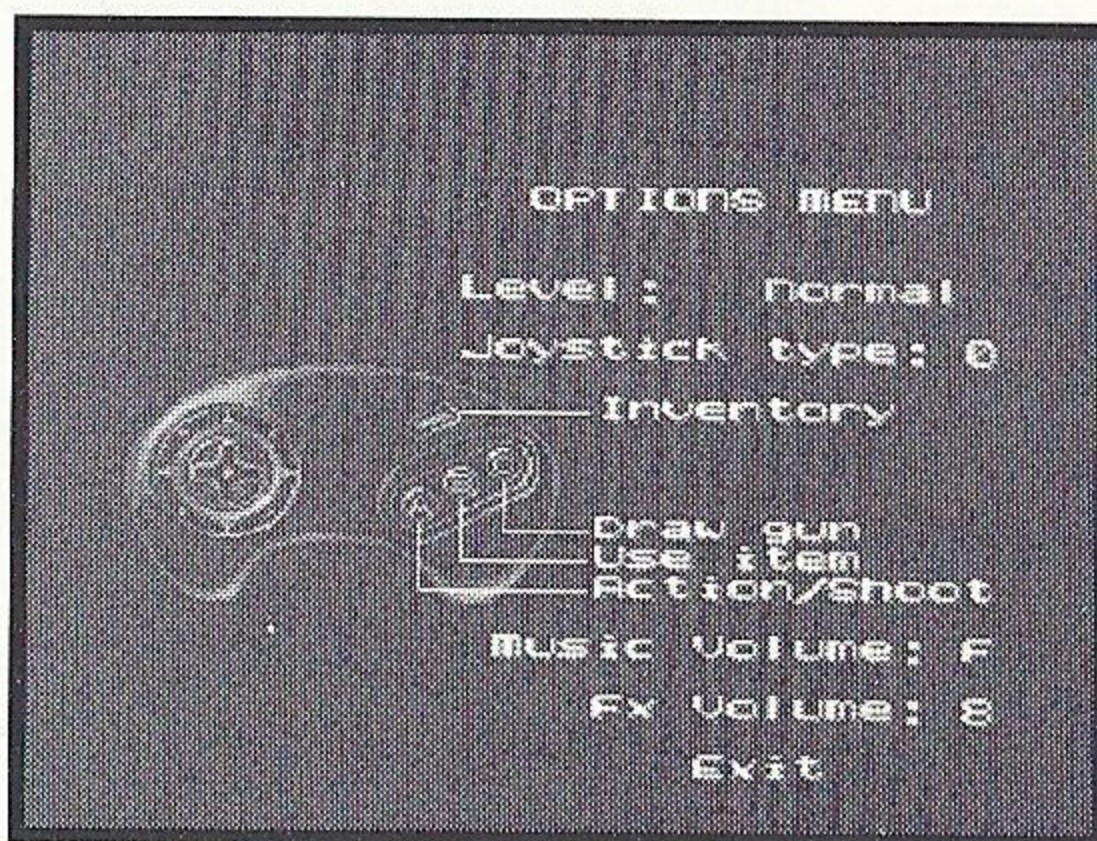 OPTIONS MENU
Level: Normal
Joystick type: 0
Inventory
C
B
A
Draw gun
Use item
Action/Shoot
Music Volume: F
Fx Volume: 8
Exit